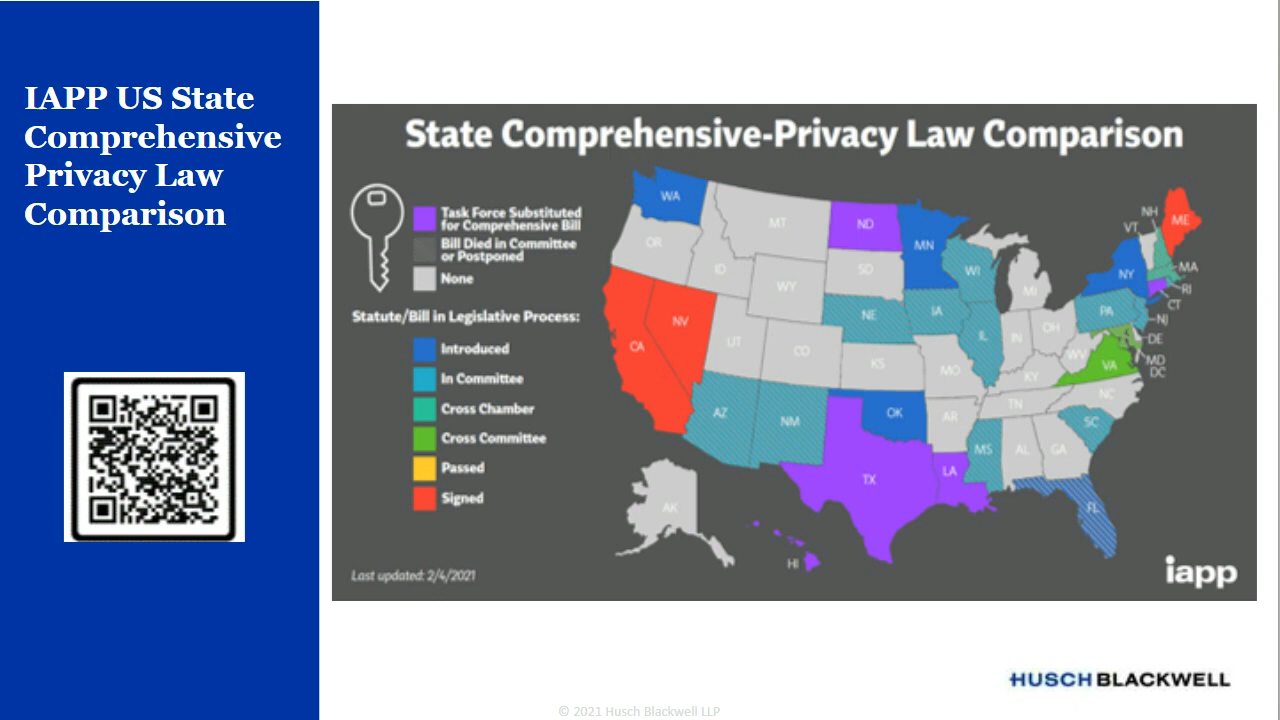 IAPP US State
Comprehensive
Privacy Law
Comparison
State Comprehensive-Privacy Law Comparison
Task Force Substituted
for Comprehensive Bill
Bill Died in Committee
or Postponed
None
Statute/Bill in Legislative Process:
Introduced
In Committee
Cross Chamber
Cross Committee
Passed
Signed
Last updated: 2/4/2021
WA
OR
CA
NV
ID
MT
WY
UT
CO
AZ
NM
ND
SD
NE
KS
OK
TX
MN
IA
MO
AR
LA
WI
IL
MS
MI
IN
OH
KY
TN
AL
GA
FL
SC
NC
VA
WV
PA
NY
VT
NH
ME
MA
RI
CT
NJ
DE
MD
DC
AK
HI
iapp
HUSCH BLACKWELL
© 2021 Husch Blackwell LLP